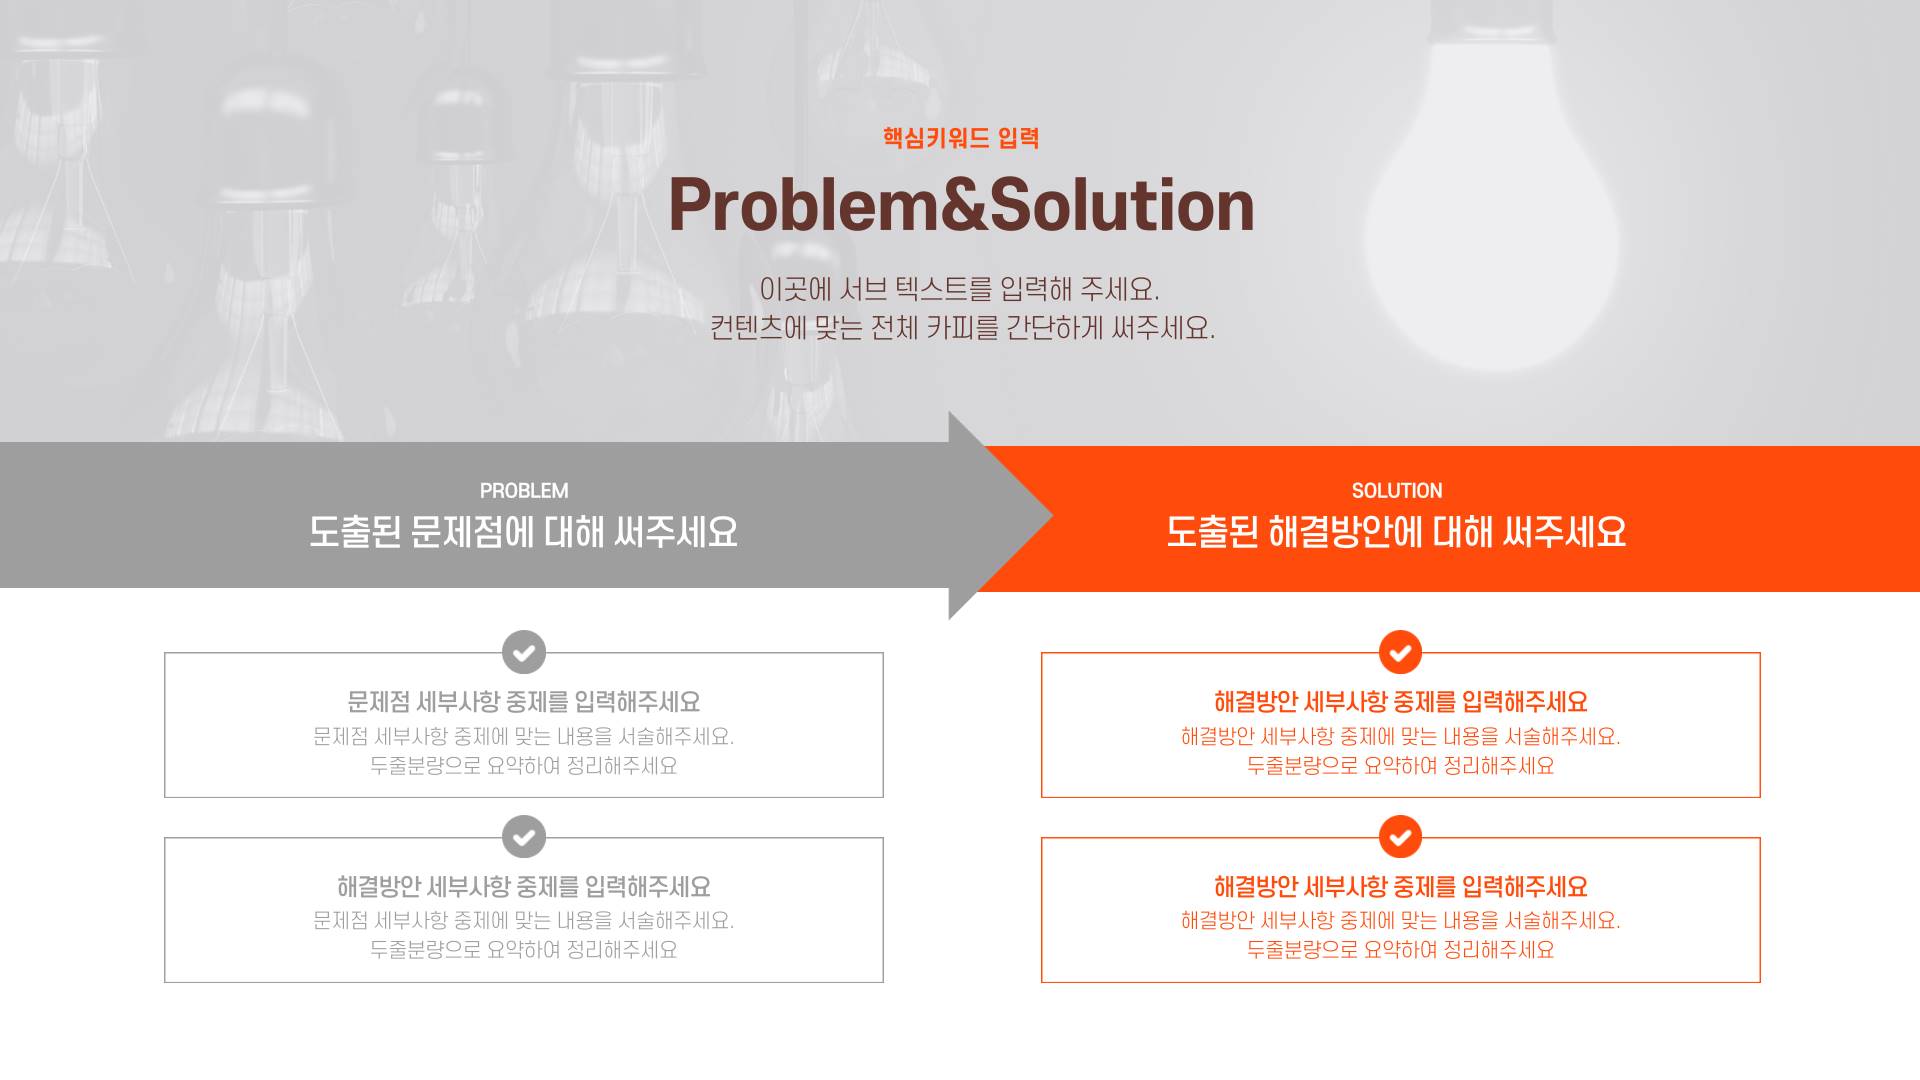 핵심키워드 입력
Problem&Solution
이곳에 서브 텍스트를 입력해 주세요.
컨텐츠에 맞는 전체 카피를 간단하게 써주세요.
PROBLEM
도출된 문제점에 대해 써주세요
SOLUTION
도출된 해결방안에 대해 써주세요
문제점 세부사항 중제를 입력해주세요
문제점 세부사항 중제에 맞는 내용을 서술해주세요.
두줄분량으로 요약하여 정리해주세요
해결방안 세부사항 중제를 입력해주세요
문제점 세부사항 중제에 맞는 내용을 서술해주세요.
두줄분량으로 요약하여 정리해주세요
해결방안 세부사항 중제를 입력해주세요
해결방안 세부사항 중제에 맞는 내용을 서술해주세요.
두줄분량으로 요약하여 정리해주세요
해결방안 세부사항 중제를 입력해주세요
해결방안 세부사항 중제에 맞는 내용을 서술해주세요.
두줄분량으로 요약하여 정리해주세요